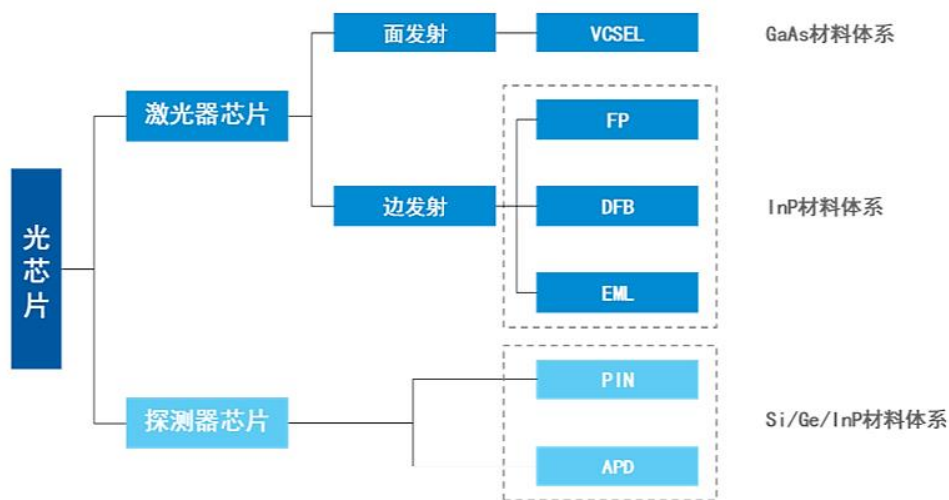 光芯片
激光器芯片
面发射
VCSEL
GaAs材料体系
边发射
FP
DFB
EML
InP材料体系
探测器芯片
PIN
APD
Si/Ge/InP材料体系